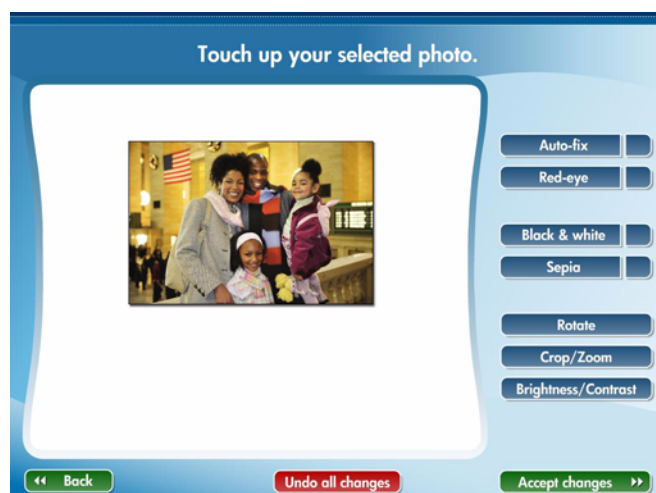 Touch up your selected photo.
Auto-fix
Red-eye
Black & white
Sepia
Rotate
Crop/Zoom
Brightness/Contrast
Back
Undo all changes
Accept changes